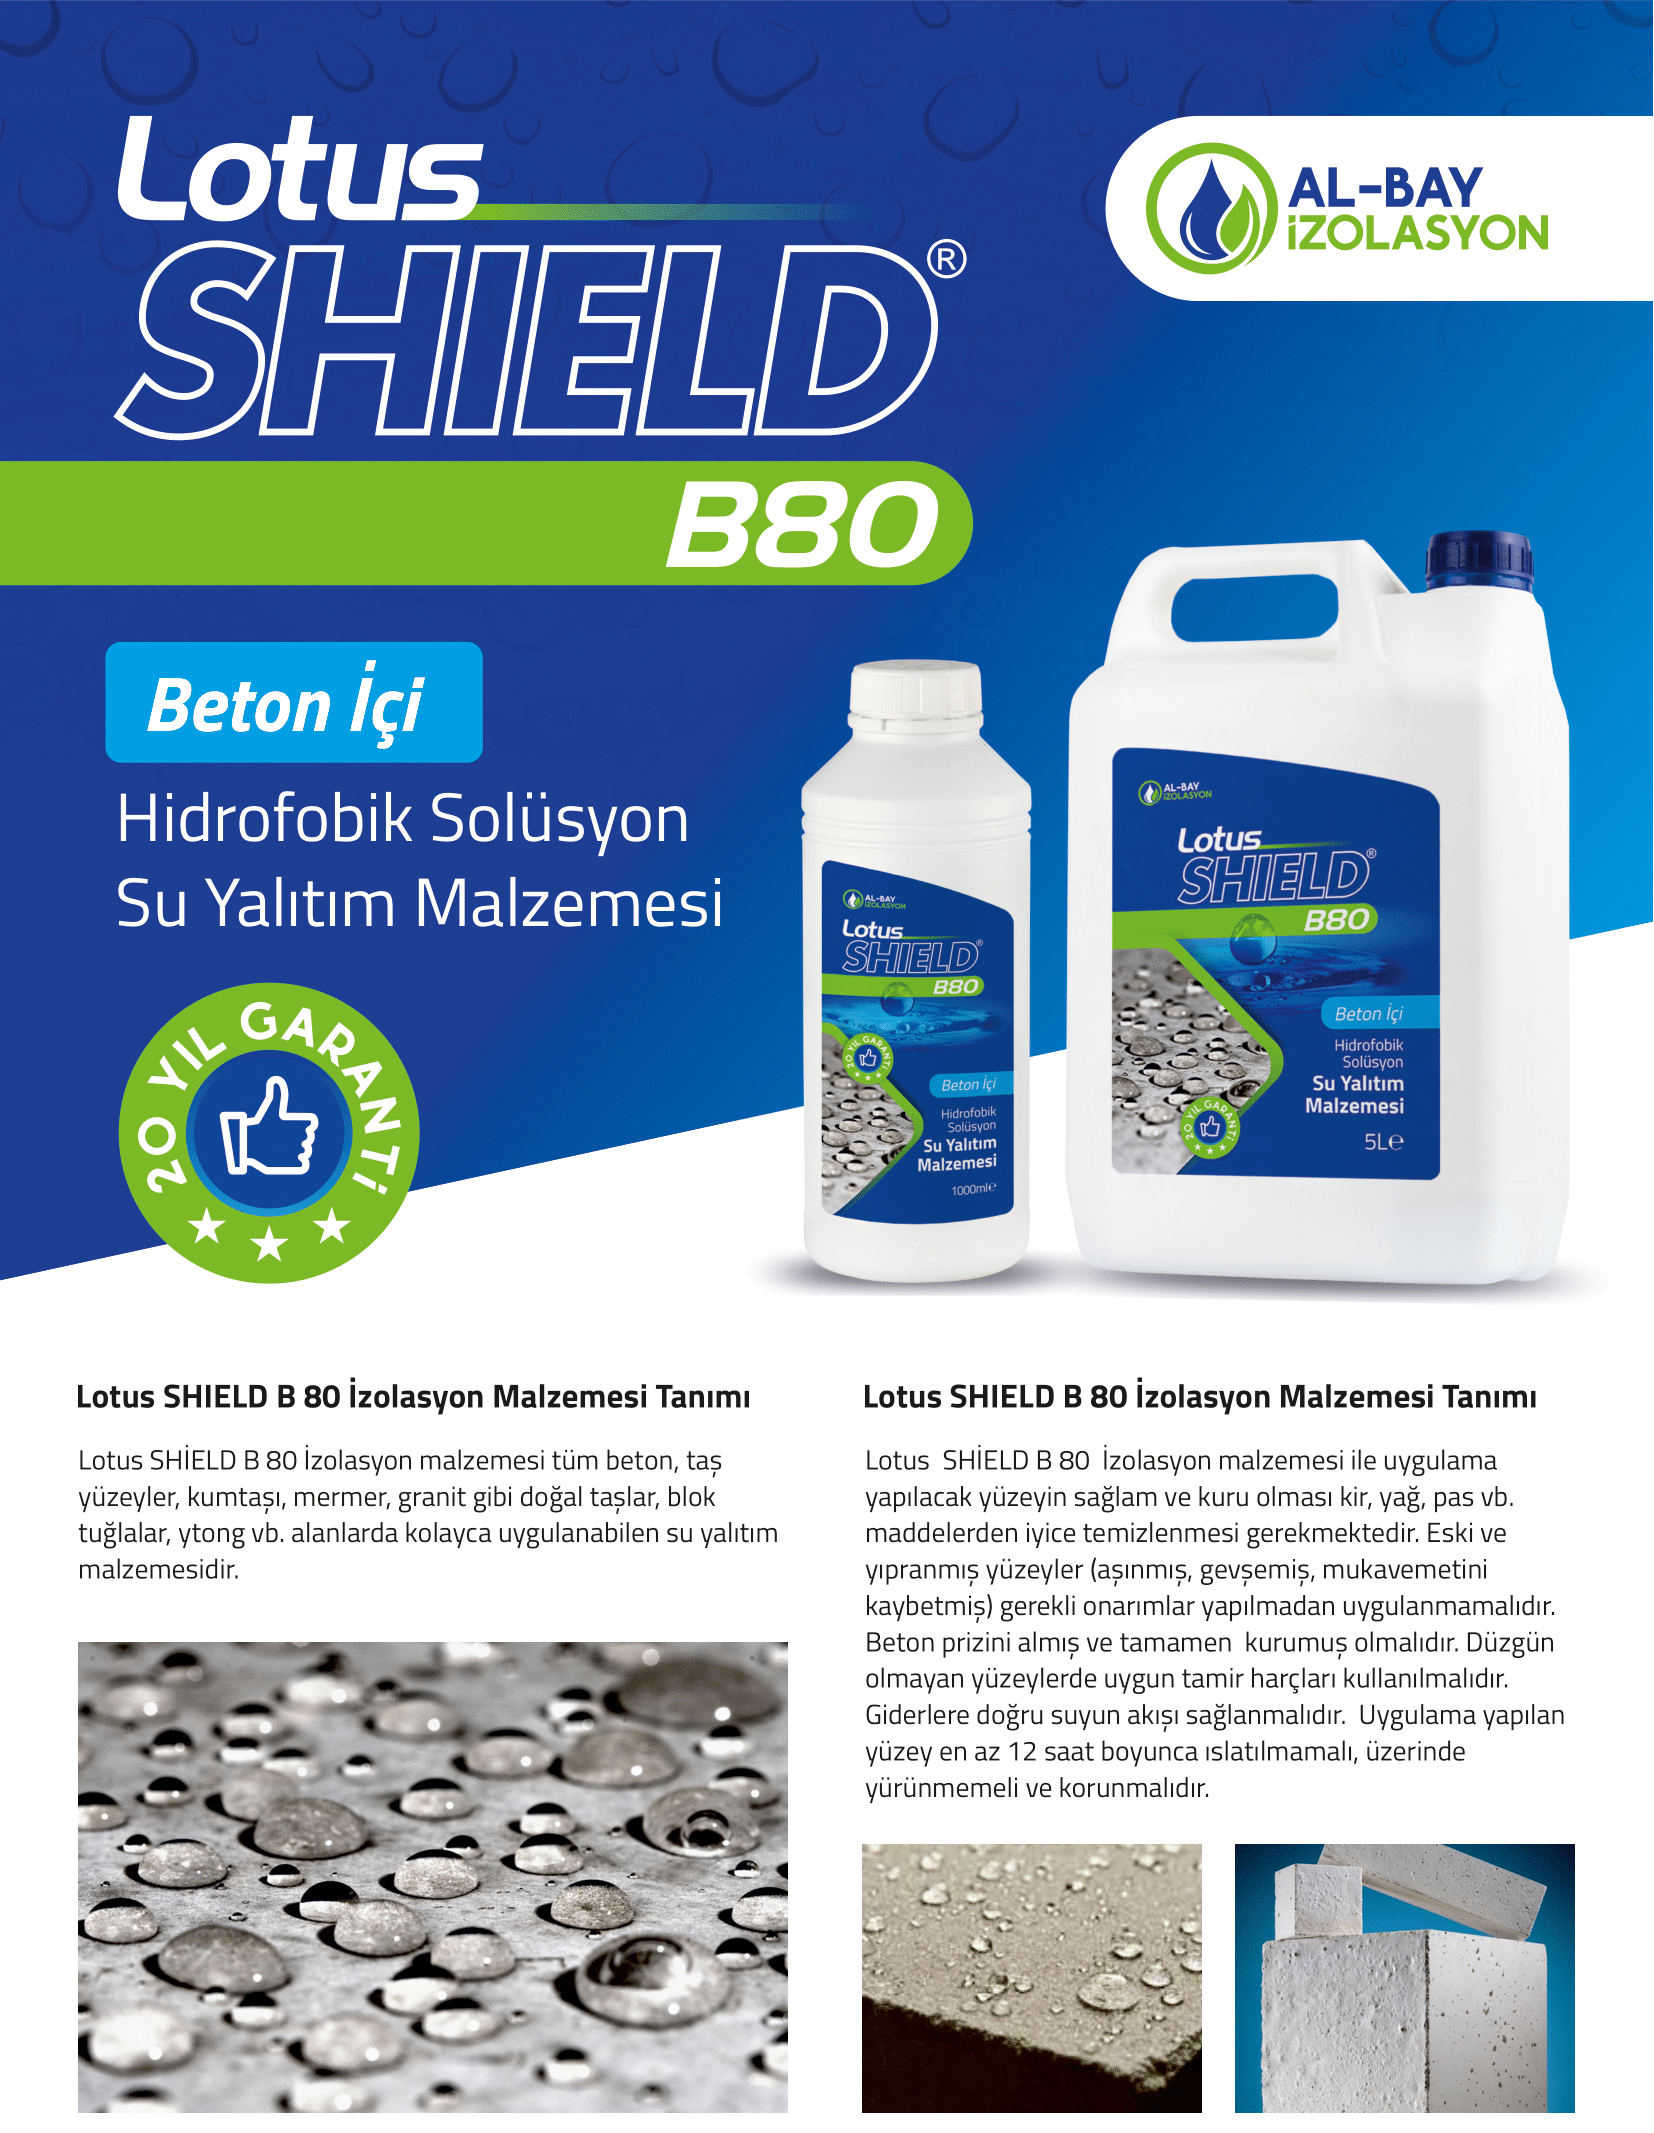 Lotus
SHIELD®
B80
AL-BAY
İZOLASYON
Beton İçi
Hidrofobik Solüsyon
Su Yalıtım Malzemesi
20 YIL GARANTİ
AL-BAY
İZOLASYON
Lotus
SHIELD®
B80
20 YIL GARANTİ
Beton İçi
Hidrofobik
Solüsyon
Su Yalıtım
Malzemesi
1000ml℮
AL-BAY
İZOLASYON
Lotus
SHIELD®
B80
Beton İçi
Hidrofobik
Solüsyon
Su Yalıtım
Malzemesi
20 YIL GARANTİ
5L℮
Lotus SHIELD B 80 İzolasyon Malzemesi Tanımı
Lotus SHİELD B 80 İzolasyon malzemesi tüm beton, taş
yüzeyler, kumtaşı, mermer, granit gibi doğal taşlar, blok
tuğlalar, ytong vb. alanlarda kolayca uygulanabilen su yalıtım
malzemesidir.
Lotus SHIELD B 80 İzolasyon Malzemesi Tanımı
Lotus  SHİELD B 80  İzolasyon malzemesi ile uygulama
yapılacak yüzeyin sağlam ve kuru olması kir, yağ, pas vb.
maddelerden iyice temizlenmesi gerekmektedir. Eski ve
yıpranmış yüzeyler (aşınmış, gevşemiş, mukavemetini
kaybetmiş) gerekli onarımlar yapılmadan uygulanmamalıdır.
Beton prizini almış ve tamamen  kurumuş olmalıdır. Düzgün
olmayan yüzeylerde uygun tamir harçları kullanılmalıdır.
Giderlere doğru suyun akışı sağlanmalıdır.  Uygulama yapılan
yüzey en az 12 saat boyunca ıslatılmamalı, üzerinde
yürünmemeli ve korunmalıdır.